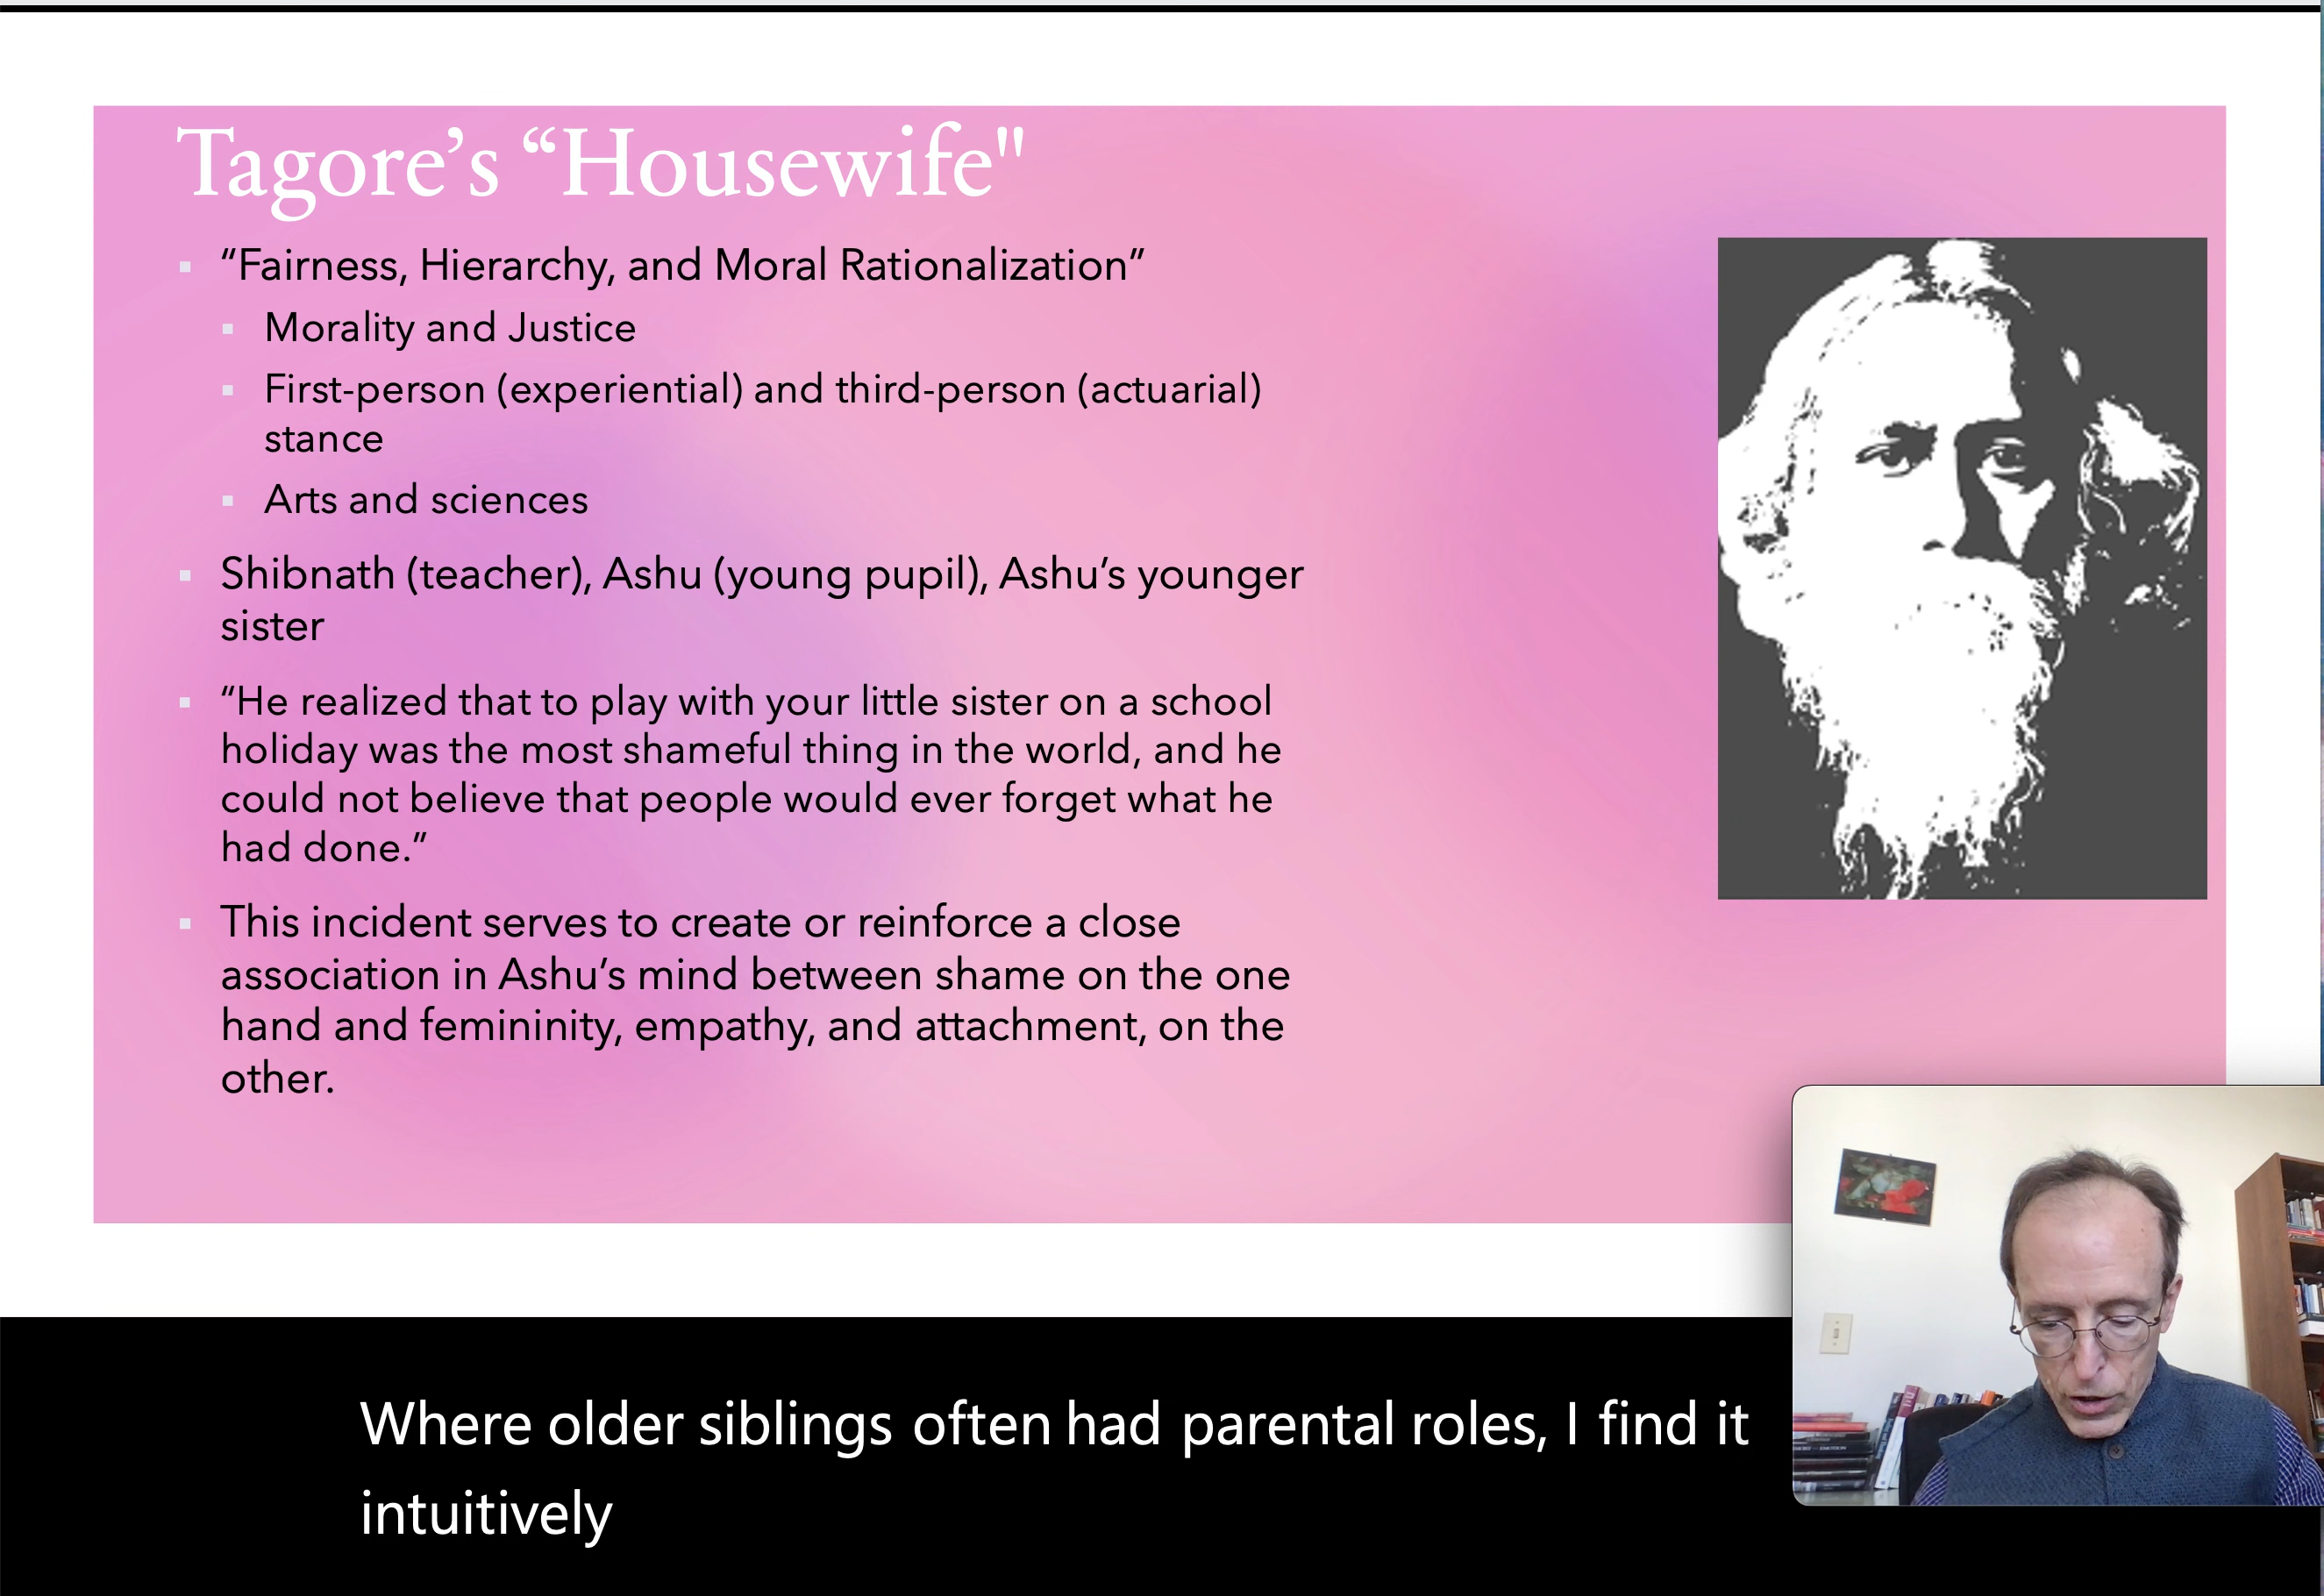 Tagore’s “Housewife"
“Fairness, Hierarchy, and Moral Rationalization”
Morality and Justice
First-person (experiential) and third-person (actuarial)
stance
Arts and sciences
Shibnath (teacher), Ashu (young pupil), Ashu’s younger
sister
“He realized that to play with your little sister on a school
holiday was the most shameful thing in the world, and he
could not believe that people would ever forget what he
had done.”
This incident serves to create or reinforce a close
association in Ashu’s mind between shame on the one
hand and femininity, empathy, and attachment, on the
other.
Where older siblings often had parental roles, I find it
intuitively